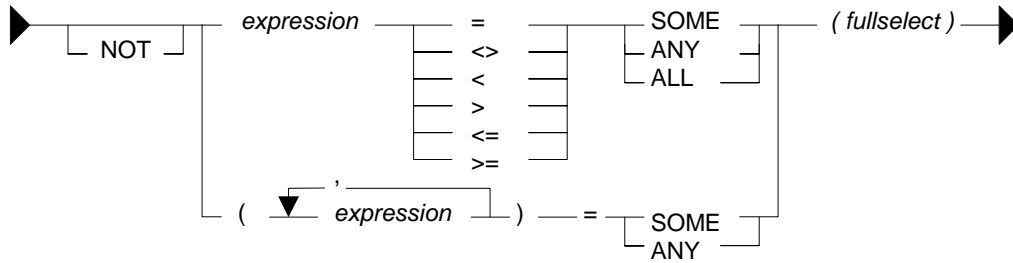 expression = SOME ( fullselect )
NOT <> ANY
< ALL
>
<=
>=
,
( expression ) = SOME
ANY